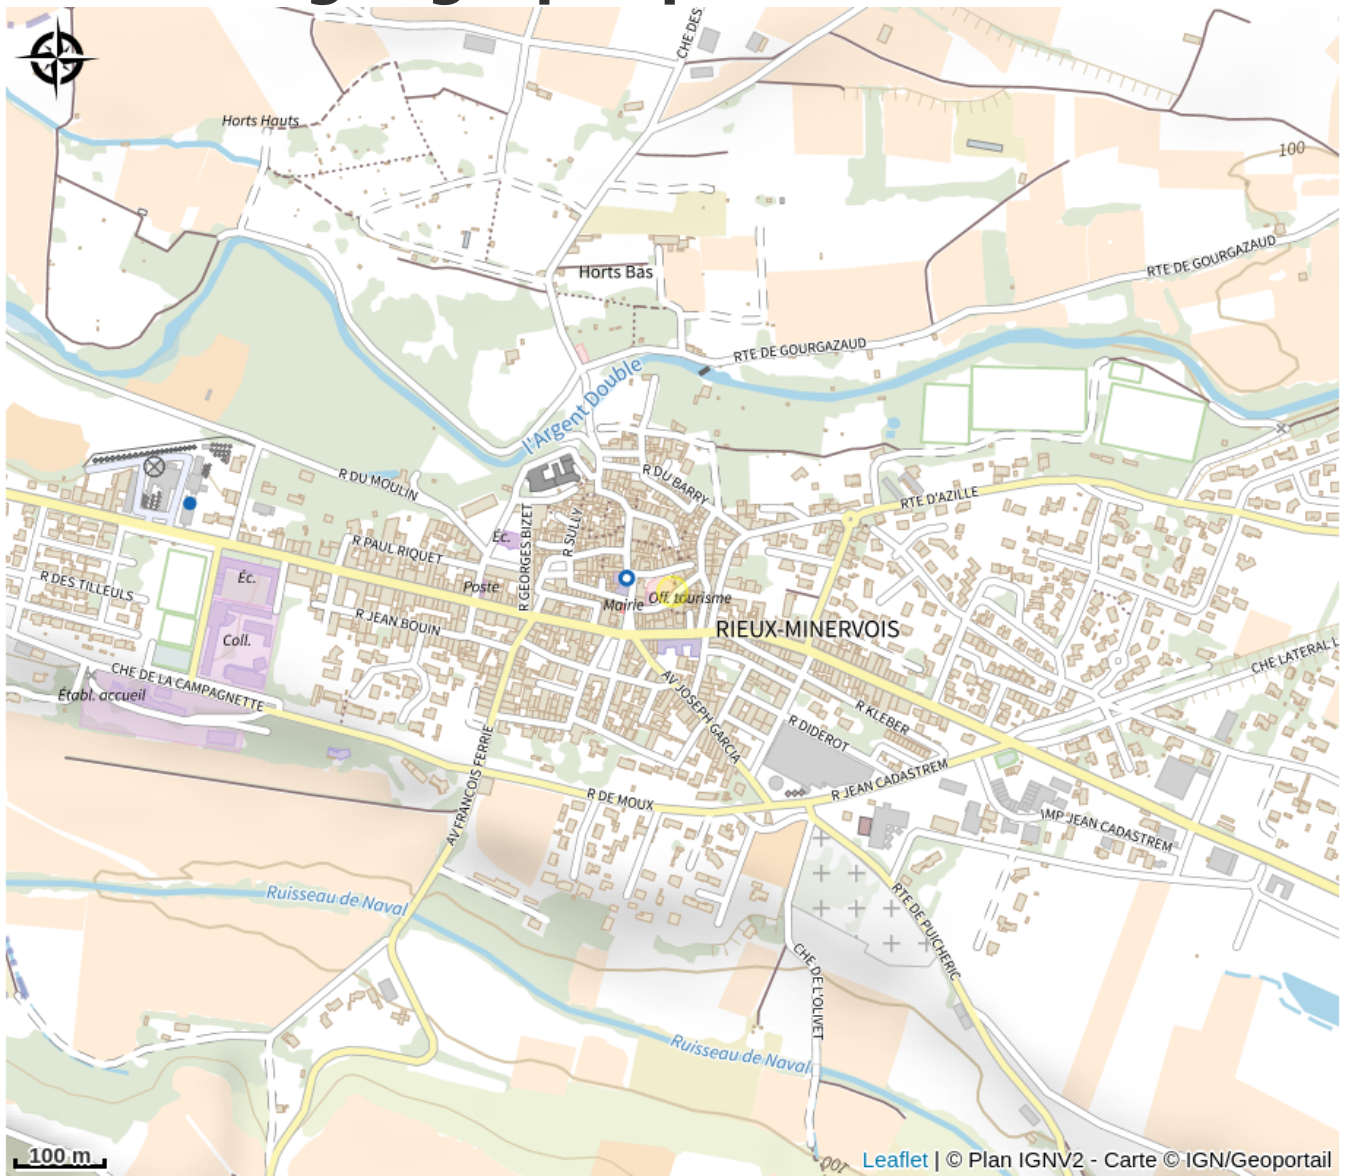 CHE DES
Horts Hauts
100
RTE DE GOURGAZAUD
Horts Bas
RTE DE GOURGAZAUD
l'Argent Double
R DU MOULIN
R DU BARRY
RTE D'AZILLE
R GEORGES BIZET
R SULLY
Éc.
R PAUL RIQUET
Éc.
R DES TILLEULS
Poste
Mairie
Off. tourisme
R JEAN BOUIN
RIEUX-MINERVOIS
Coll.
CHE LATERAL L
CHE DE LA CAMPAGNETTE
Établ. accueil
AV JOSEPH GARCIA
R KLEBER
R DIDEROT
AV FRANCOIS FERRIE
R DE MOUX
R JEAN CADASTREM
IMP JEAN CADASTREM
Ruisseau de Naval
RTE DE PUICHERIC
CHE DE L'OLIVET
Ruisseau de Naval
100
100 m
Leaflet | © Plan IGNV2 - Carte © IGN/Geoportail